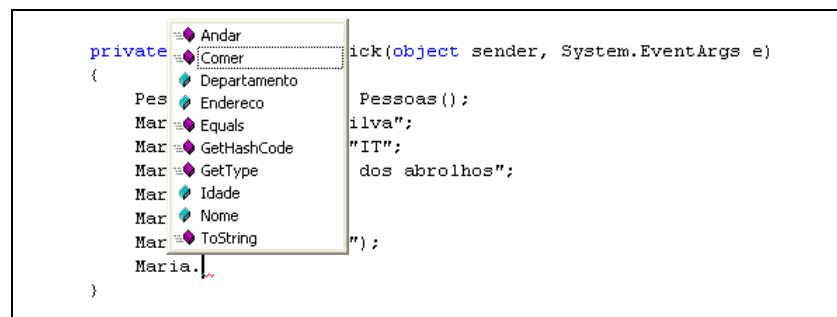 Andar
private ick(object sender, System.EventArgs e)
Comer
{
Departamento
Pes Pessoas();
Endereco
Mar ilva";
Equals
Mar "IT";
GetHashCode
Mar dos abrolhos";
GetType
Mar
Idade
Mar
Nome
Mar ");
ToString
Maria.
}